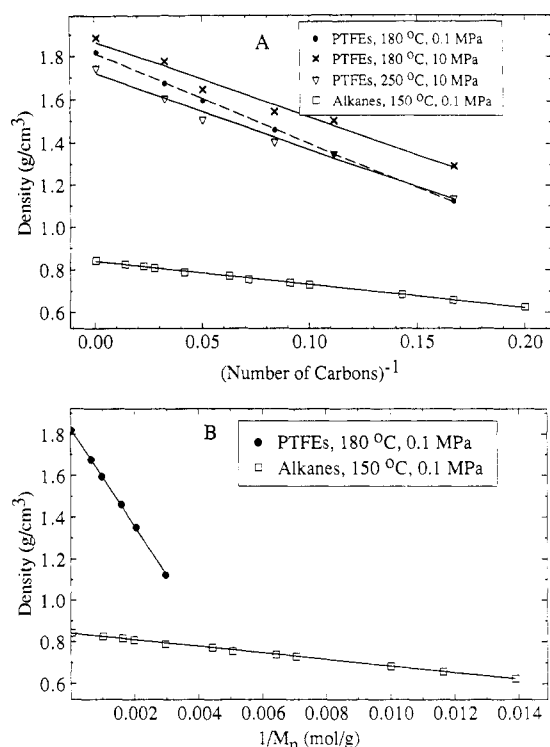 A
PTFEs, 180 °C, 0.1 MPa
PTFEs, 180 °C, 10 MPa
PTFEs, 250 °C, 10 MPa
Alkanes, 150 °C, 0.1 MPa
Density (g/cm³)
1.8
1.6
1.4
1.2
1.0
0.8
0.6
0.00 0.05 0.10 0.15 0.20
(Number of Carbons)⁻¹
B
PTFEs, 180 °C, 0.1 MPa
Alkanes, 150 °C, 0.1 MPa
Density (g/cm³)
1.8
1.6
1.4
1.2
1.0
0.8
0.6
0.002 0.004 0.006 0.008 0.010 0.012 0.014
1/Mₙ (mol/g)